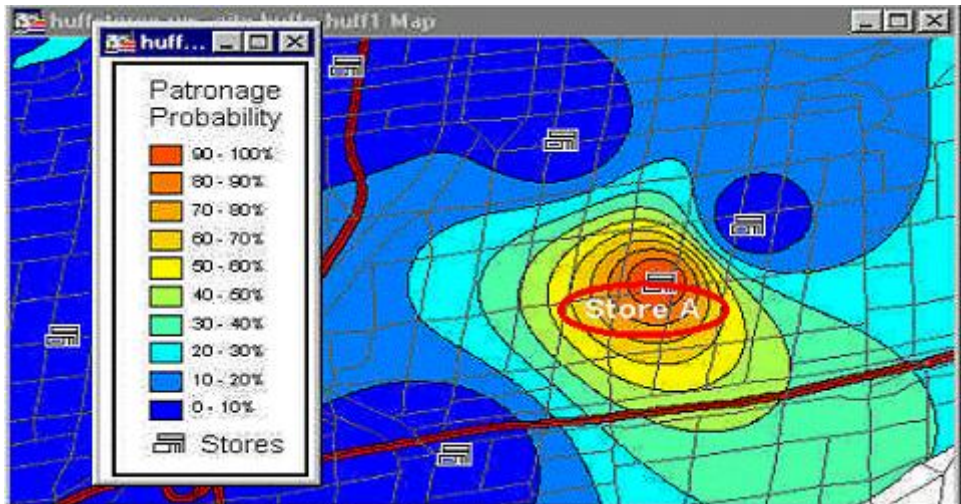 huff1 Map
huff...
Patronage
Probability
90 - 100%
80 - 90%
70 - 80%
60 - 70%
50 - 60%
40 - 50%
30 - 40%
20 - 30%
10 - 20%
0 - 10%
Stores
Store A